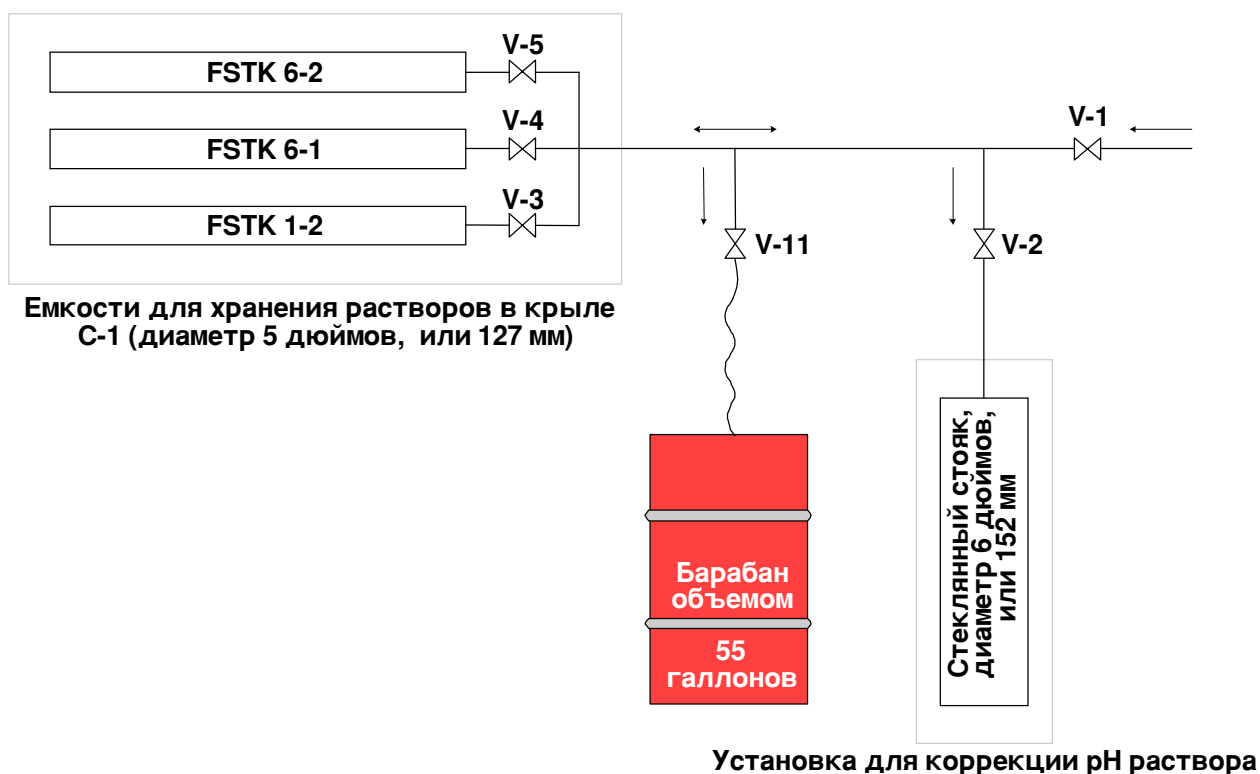 V-5
FSTK 6-2
V-4
FSTK 6-1
V-3
FSTK 1-2
V-1
V-11
V-2
Емкости для хранения растворов в крыле
С-1 (диаметр 5 дюймов, или 127 мм)
Барабан
объемом
55
галлонов
Стеклянный стояк,
диаметр 6 дюймов,
или 152 мм
Установка для коррекции pH раствора